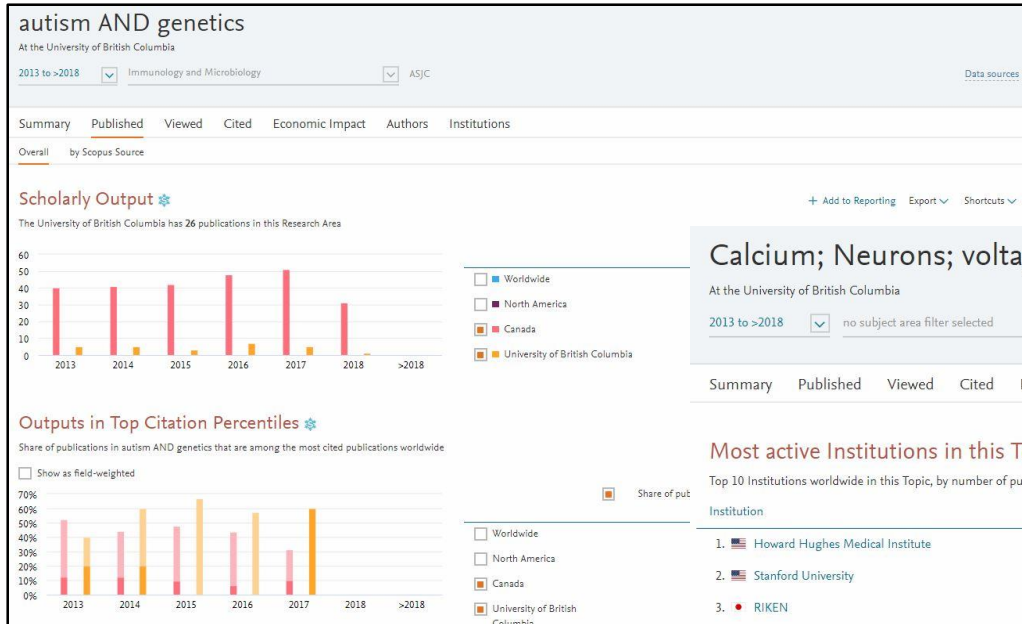 autism AND genetics
At the University of British Columbia
2013 to >2018 Immunology and Microbiology ASJC
Data sources
Summary Published Viewed Cited Economic Impact Authors Institutions
Overall by Scopus Source
Scholarly Output
+ Add to Reporting Export Shortcuts
The University of British Columbia has 26 publications in this Research Area
60
50
40
30
20
10
0
2013 2014 2015 2016 2017 2018 >2018
Worldwide
North America
Canada
University of British Columbia
Outputs in Top Citation Percentiles
Share of publications in autism AND genetics that are among the most cited publications worldwide
Show as field-weighted
Share of pub
70%
60%
50%
40%
30%
20%
10%
0%
2013 2014 2015 2016 2017 2018 >2018
Worldwide
North America
Canada
University of British
Columbia
Calcium; Neurons; volta
At the University of British Columbia
2013 to >2018 no subject area filter selected
Summary Published Viewed Cited
Most active Institutions in this T
Top 10 Institutions worldwide in this Topic, by number of pu
Institution
1. Howard Hughes Medical Institute
2. Stanford University
3. RIKEN